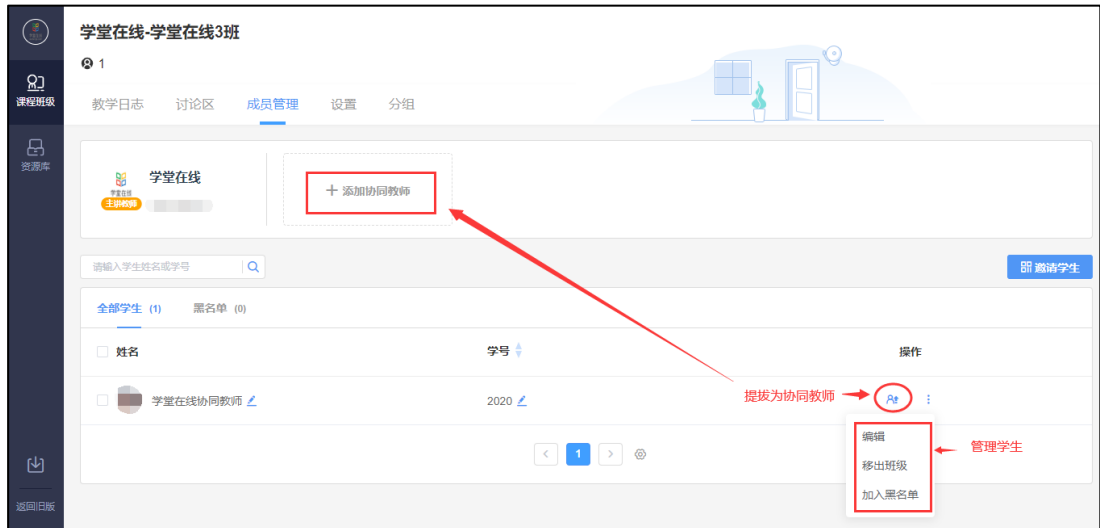 学堂在线-学堂在线3班
1
课程班级
教学日志 讨论区 成员管理 设置 分组
资源库
学堂在线
学堂在线
主讲教师
添加协同教师
请输入学生姓名或学号
邀请学生
全部学生 (1) 黑名单 (0)
姓名 学号 操作
学堂在线协同教师 2020 提拔为协同教师
< 1 >
编辑
移出班级
加入黑名单
管理学生
返回旧版